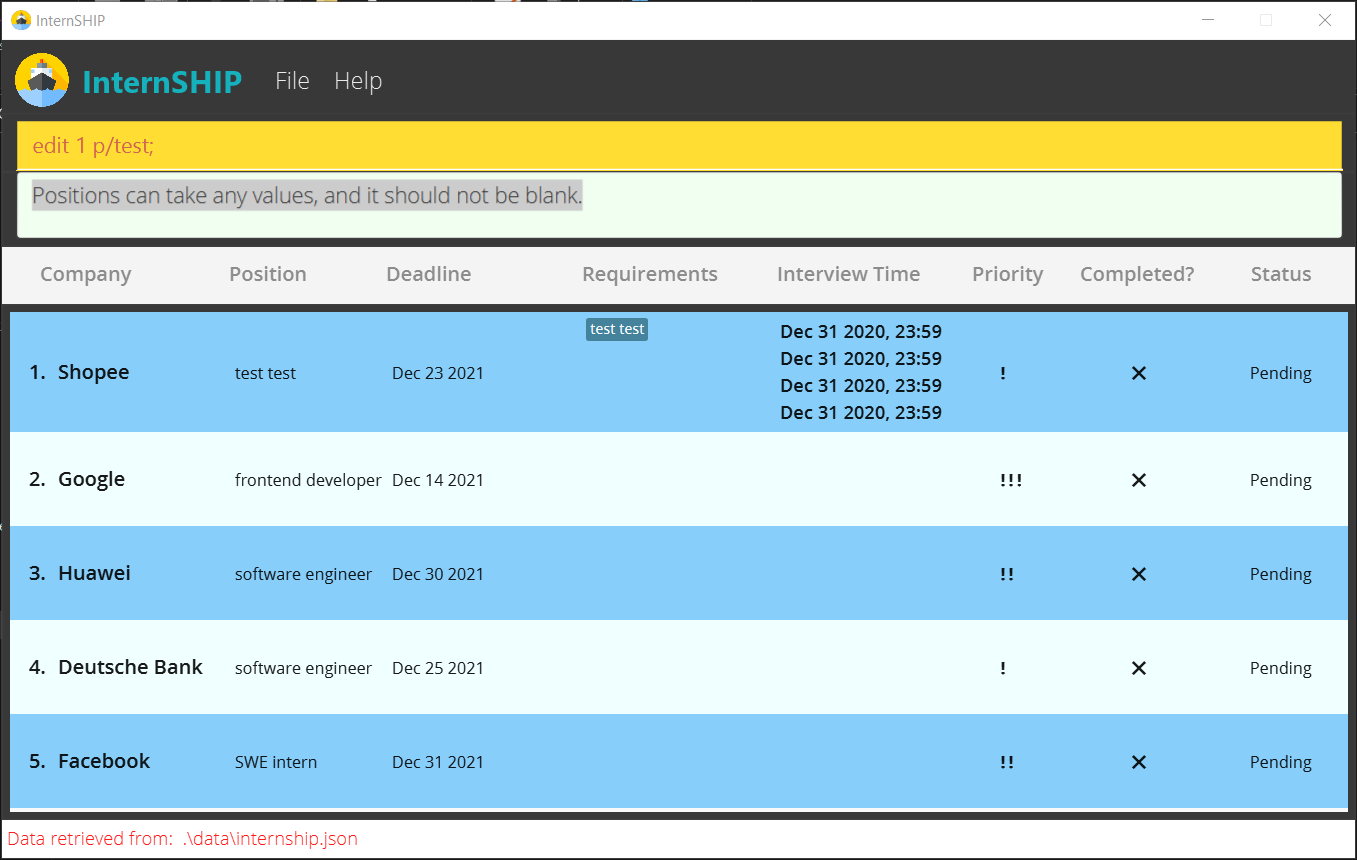 InternSHIP
InternSHIP File Help
edit 1 p/test;
Positions can take any values, and it should not be blank.
Company Position Deadline Requirements Interview Time Priority Completed? Status
1. Shopee test test Dec 23 2021 test test Dec 31 2020, 23:59 ! ✕ Pending
Dec 31 2020, 23:59
Dec 31 2020, 23:59
Dec 31 2020, 23:59
2. Google frontend developer Dec 14 2021 !!! ✕ Pending
3. Huawei software engineer Dec 30 2021 !! ✕ Pending
4. Deutsche Bank software engineer Dec 25 2021 ! ✕ Pending
5. Facebook SWE intern Dec 31 2021 !! ✕ Pending
Data retrieved from: .\data\internship.json